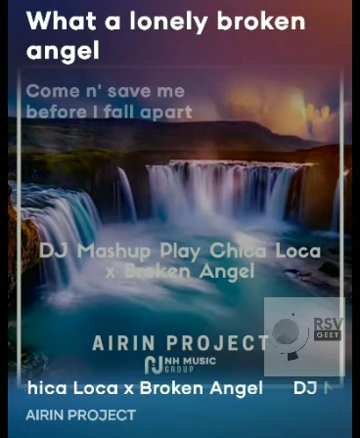 What a lonely broken
angel
Come n' save me
before I fall apart
DJ Mashup Play Chica Loca
x Broken Angel
AIRIN PROJECT
NH MUSIC
GROUP
RSV
GEET
hica Loca x Broken Angel DJ M
AIRIN PROJECT